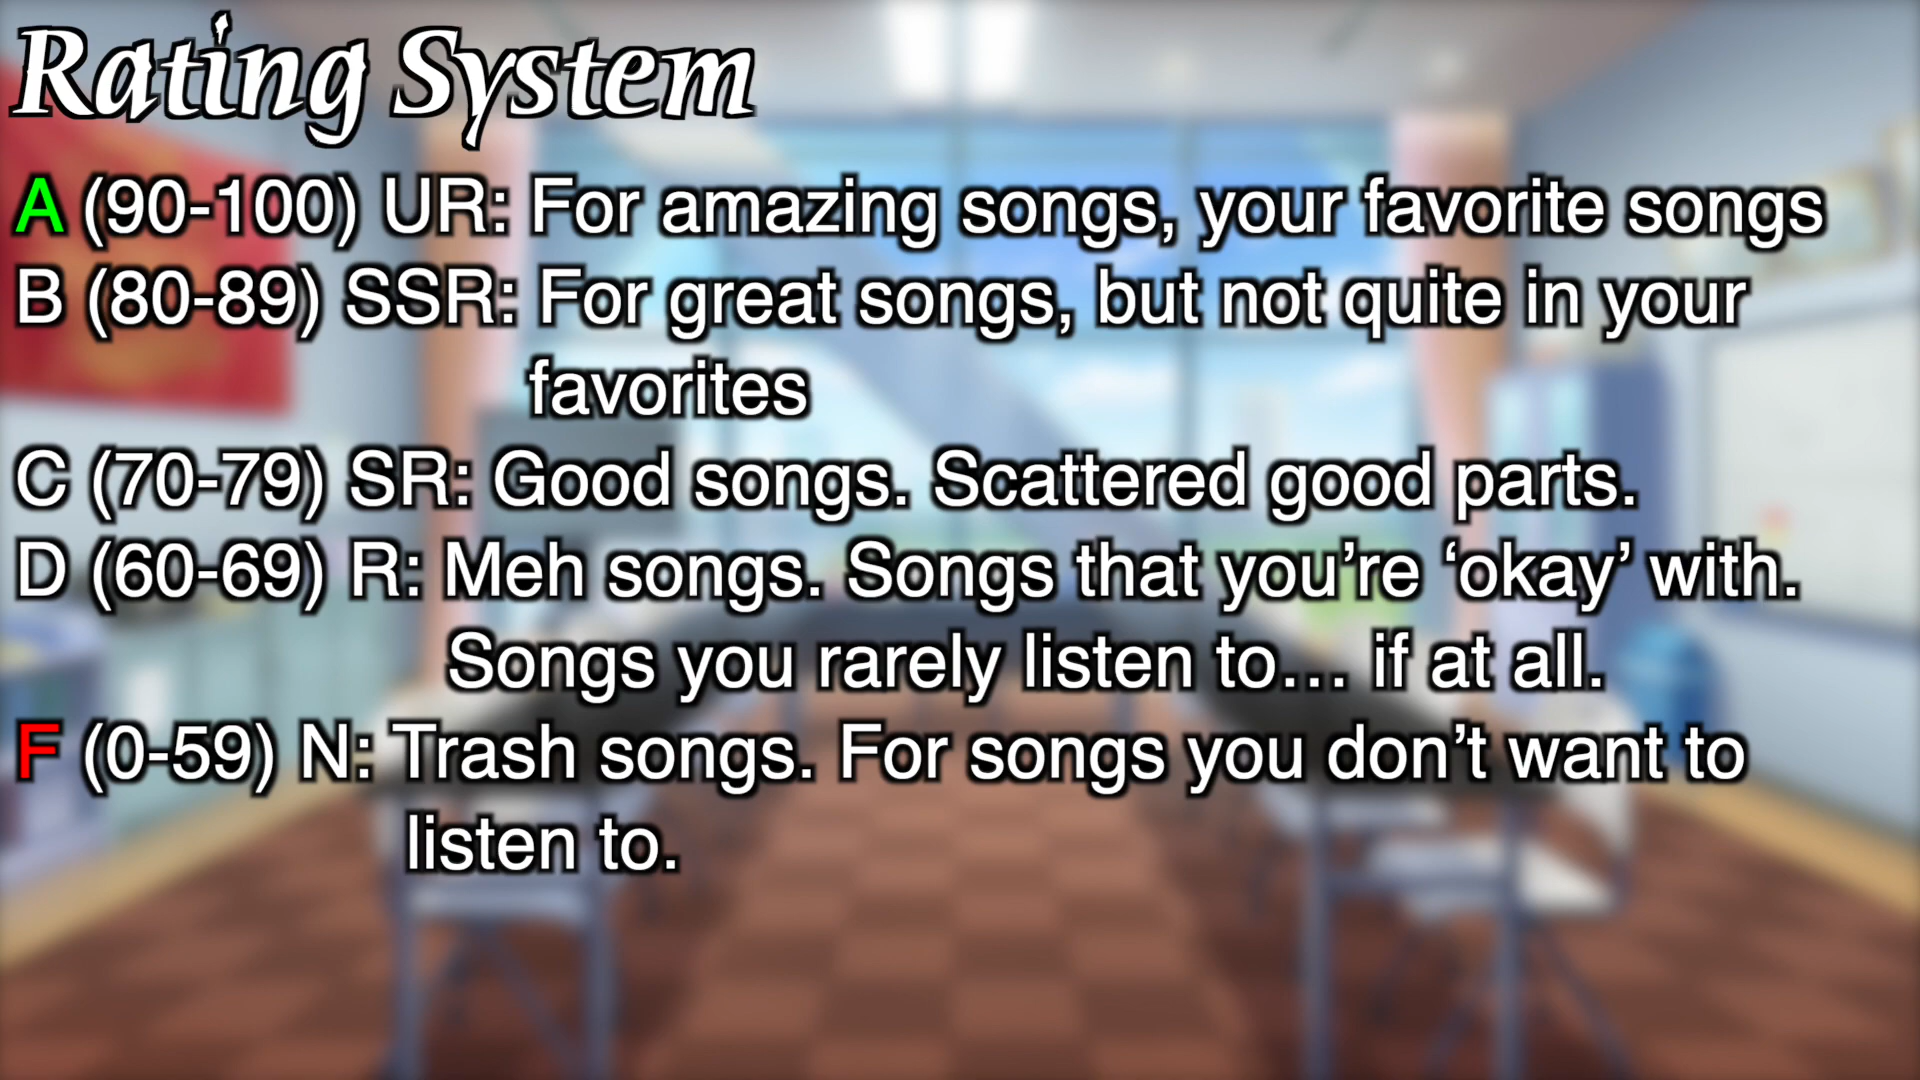 Rating System
A (90-100) UR: For amazing songs, your favorite songs
B (80-89) SSR: For great songs, but not quite in your
favorites
C (70-79) SR: Good songs. Scattered good parts.
D (60-69) R: Meh songs. Songs that you’re ‘okay’ with.
Songs you rarely listen to… if at all.
F (0-59) N: Trash songs. For songs you don’t want to
listen to.